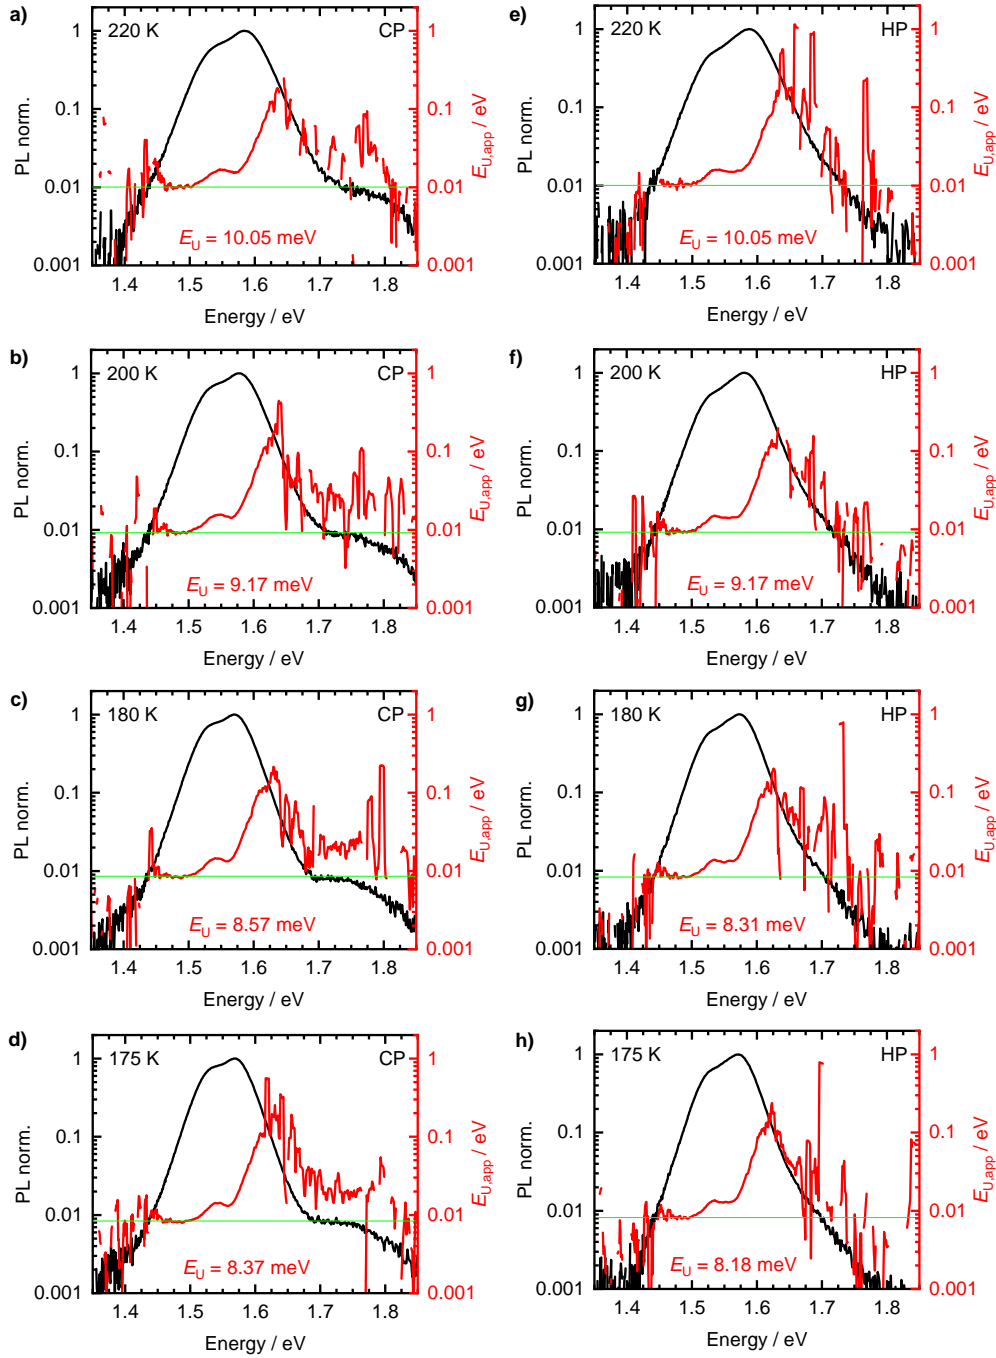 a)
220 K
CP
PL norm.
1
0.1
0.01
0.001
1
0.1
0.01
0.001
E_U,app / eV
E_U = 10.05 meV
1.4 1.5 1.6 1.7 1.8
Energy / eV
e)
220 K
HP
PL norm.
1
0.1
0.01
0.001
1
0.1
0.01
0.001
E_U,app / eV
E_U = 10.05 meV
1.4 1.5 1.6 1.7 1.8
Energy / eV
b)
200 K
CP
PL norm.
1
0.1
0.01
0.001
1
0.1
0.01
0.001
E_U,app / eV
E_U = 9.17 meV
1.4 1.5 1.6 1.7 1.8
Energy / eV
f)
200 K
HP
PL norm.
1
0.1
0.01
0.001
1
0.1
0.01
0.001
E_U,app / eV
E_U = 9.17 meV
1.4 1.5 1.6 1.7 1.8
Energy / eV
c)
180 K
CP
PL norm.
1
0.1
0.01
0.001
1
0.1
0.01
0.001
E_U,app / eV
E_U = 8.57 meV
1.4 1.5 1.6 1.7 1.8
Energy / eV
g)
180 K
HP
PL norm.
1
0.1
0.01
0.001
1
0.1
0.01
0.001
E_U,app / eV
E_U = 8.31 meV
1.4 1.5 1.6 1.7 1.8
Energy / eV
d)
175 K
CP
PL norm.
1
0.1
0.01
0.001
1
0.1
0.01
0.001
E_U,app / eV
E_U = 8.37 meV
1.4 1.5 1.6 1.7 1.8
Energy / eV
h)
175 K
HP
PL norm.
1
0.1
0.01
0.001
1
0.1
0.01
0.001
E_U,app / eV
E_U = 8.18 meV
1.4 1.5 1.6 1.7 1.8
Energy / eV